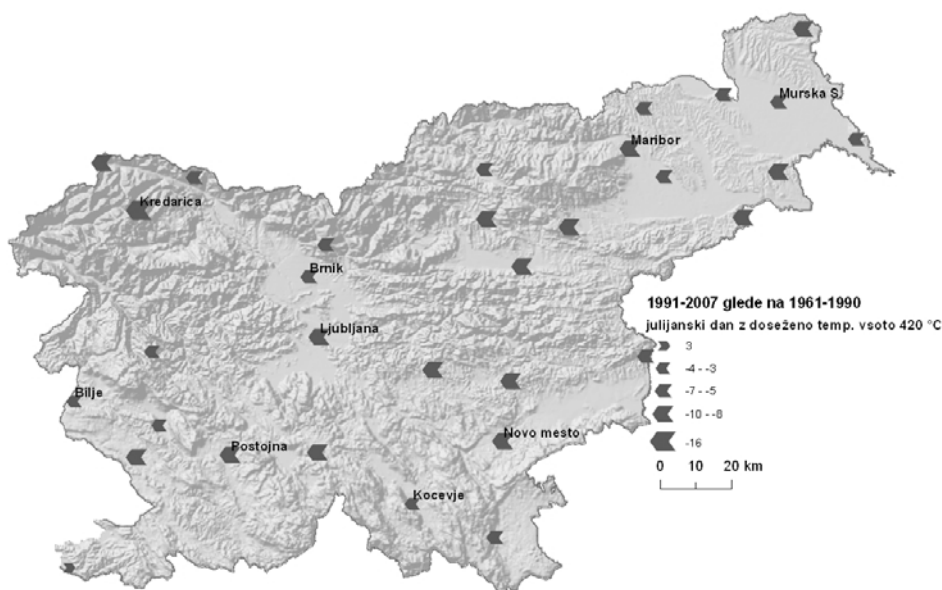 Murska S.
Maribor
Kredarica
Brnik
1991-2007 glede na 1961-1990
julijanski dan z doseženo temp. vsoto 420 °C
Ljubljana
3
-4 - -3
-7 - -5
Bilje
-10 - -8
Novo mesto
Postojna
-16
0 10 20 km
Kocevje